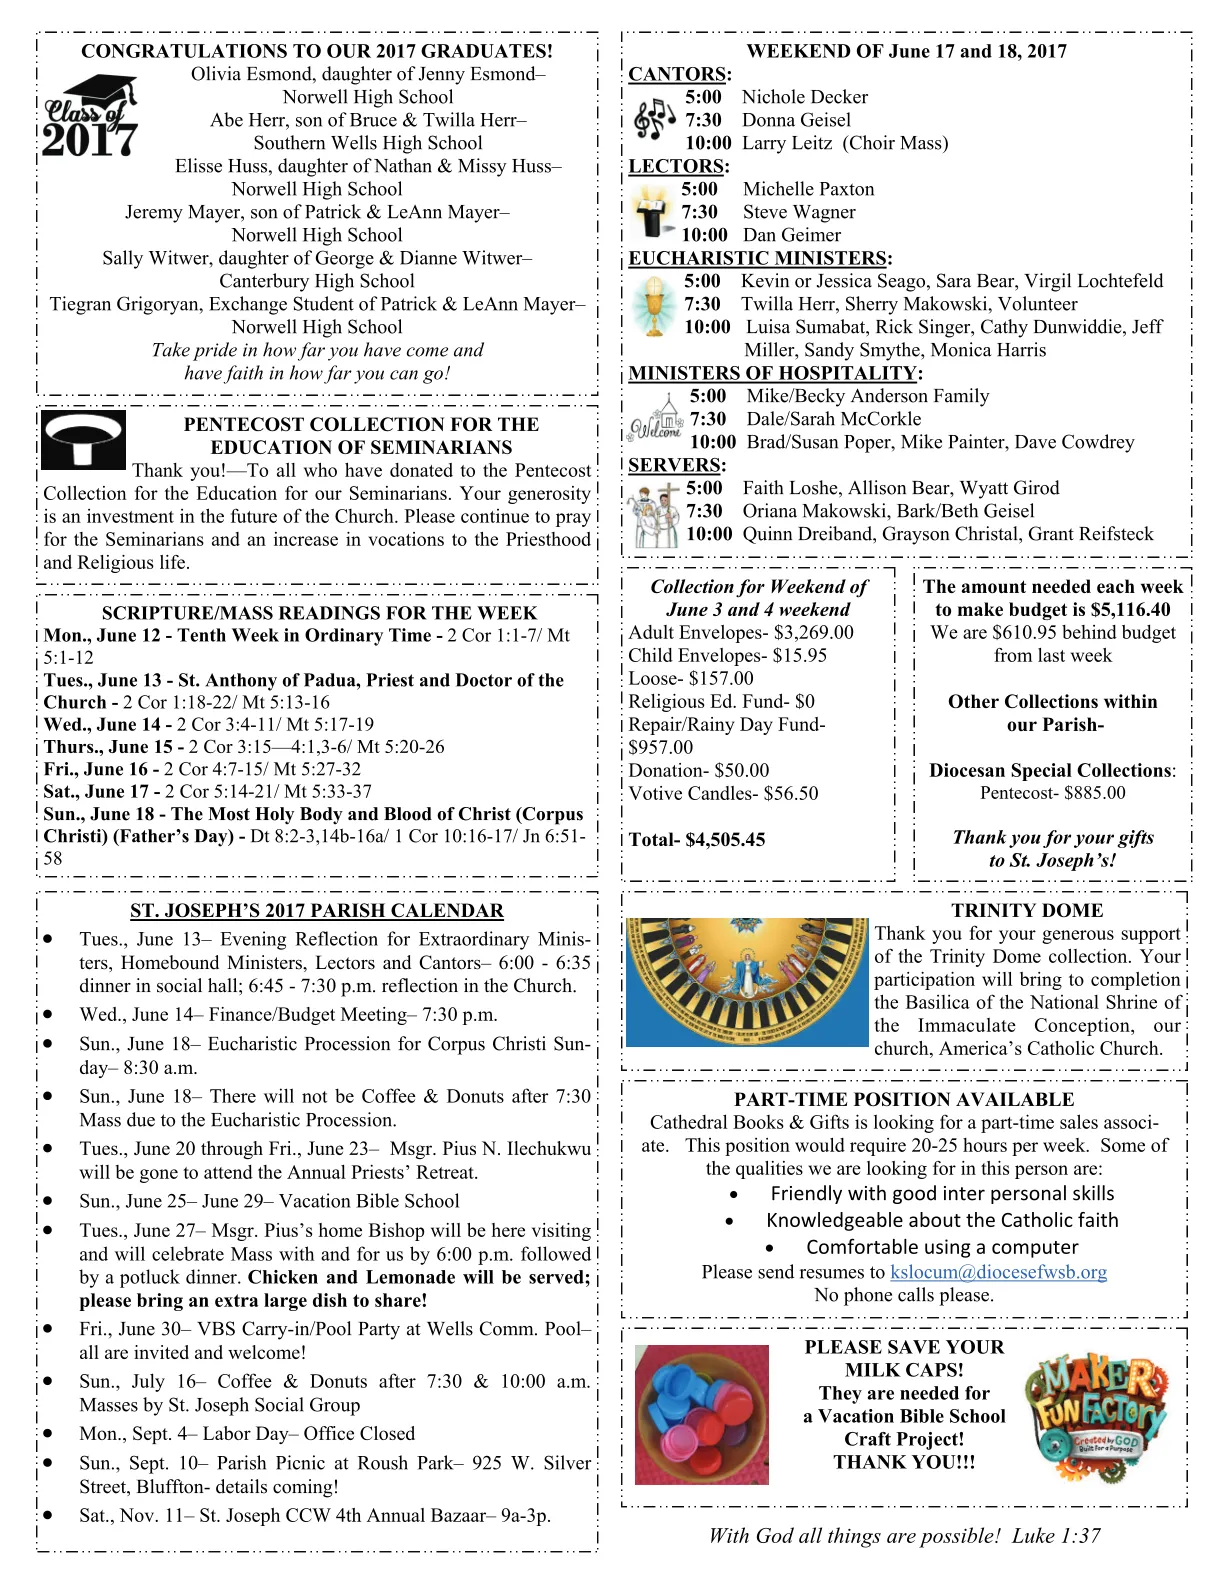 CONGRATULATIONS TO OUR 2017 GRADUATES!
Class of
2017
Olivia Esmond, daughter of Jenny Esmond–
Norwell High School
Abe Herr, son of Bruce & Twilla Herr–
Southern Wells High School
Elisse Huss, daughter of Nathan & Missy Huss–
Norwell High School
Jeremy Mayer, son of Patrick & LeAnn Mayer–
Norwell High School
Sally Witwer, daughter of George & Dianne Witwer–
Canterbury High School
Tiegran Grigoryan, Exchange Student of Patrick & LeAnn Mayer–
Norwell High School
Take pride in how far you have come and
have faith in how far you can go!
PENTECOST COLLECTION FOR THE
EDUCATION OF SEMINARIANS
Thank you!—To all who have donated to the Pentecost
Collection for the Education for our Seminarians. Your generosity
is an investment in the future of the Church. Please continue to pray
for the Seminarians and an increase in vocations to the Priesthood
and Religious life.
SCRIPTURE/MASS READINGS FOR THE WEEK
Mon., June 12 - Tenth Week in Ordinary Time - 2 Cor 1:1-7/ Mt
5:1-12
Tues., June 13 - St. Anthony of Padua, Priest and Doctor of the
Church - 2 Cor 1:18-22/ Mt 5:13-16
Wed., June 14 - 2 Cor 3:4-11/ Mt 5:17-19
Thurs., June 15 - 2 Cor 3:15—4:1,3-6/ Mt 5:20-26
Fri., June 16 - 2 Cor 4:7-15/ Mt 5:27-32
Sat., June 17 - 2 Cor 5:14-21/ Mt 5:33-37
Sun., June 18 - The Most Holy Body and Blood of Christ (Corpus
Christi) (Father’s Day) - Dt 8:2-3,14b-16a/ 1 Cor 10:16-17/ Jn 6:51-
58
ST. JOSEPH’S 2017 PARISH CALENDAR
• Tues., June 13– Evening Reflection for Extraordinary Minis-
ters, Homebound Ministers, Lectors and Cantors– 6:00 - 6:35
dinner in social hall; 6:45 - 7:30 p.m. reflection in the Church.
• Wed., June 14– Finance/Budget Meeting– 7:30 p.m.
• Sun., June 18– Eucharistic Procession for Corpus Christi Sun-
day– 8:30 a.m.
• Sun., June 18– There will not be Coffee & Donuts after 7:30
Mass due to the Eucharistic Procession.
• Tues., June 20 through Fri., June 23– Msgr. Pius N. Ilechukwu
will be gone to attend the Annual Priests’ Retreat.
• Sun., June 25– June 29– Vacation Bible School
• Tues., June 27– Msgr. Pius’s home Bishop will be here visiting
and will celebrate Mass with and for us by 6:00 p.m. followed
by a potluck dinner. Chicken and Lemonade will be served;
please bring an extra large dish to share!
• Fri., June 30– VBS Carry-in/Pool Party at Wells Comm. Pool–
all are invited and welcome!
• Sun., July 16– Coffee & Donuts after 7:30 & 10:00 a.m.
Masses by St. Joseph Social Group
• Mon., Sept. 4– Labor Day– Office Closed
• Sun., Sept. 10– Parish Picnic at Roush Park– 925 W. Silver
Street, Bluffton- details coming!
• Sat., Nov. 11– St. Joseph CCW 4th Annual Bazaar– 9a-3p.
WEEKEND OF June 17 and 18, 2017
CANTORS:
5:00 Nichole Decker
7:30 Donna Geisel
10:00 Larry Leitz (Choir Mass)
LECTORS:
5:00 Michelle Paxton
7:30 Steve Wagner
10:00 Dan Geimer
EUCHARISTIC MINISTERS:
5:00 Kevin or Jessica Seago, Sara Bear, Virgil Lochtefeld
7:30 Twilla Herr, Sherry Makowski, Volunteer
10:00 Luisa Sumabat, Rick Singer, Cathy Dunwiddie, Jeff
Miller, Sandy Smythe, Monica Harris
MINISTERS OF HOSPITALITY:
Welcome
5:00 Mike/Becky Anderson Family
7:30 Dale/Sarah McCorkle
10:00 Brad/Susan Poper, Mike Painter, Dave Cowdrey
SERVERS:
5:00 Faith Loshe, Allison Bear, Wyatt Girod
7:30 Oriana Makowski, Bark/Beth Geisel
10:00 Quinn Dreiband, Grayson Christal, Grant Reifsteck
Collection for Weekend of
June 3 and 4 weekend
Adult Envelopes- $3,269.00
Child Envelopes- $15.95
Loose- $157.00
Religious Ed. Fund- $0
Repair/Rainy Day Fund-
$957.00
Donation- $50.00
Votive Candles- $56.50
Total- $4,505.45
The amount needed each week
to make budget is $5,116.40
We are $610.95 behind budget
from last week
Other Collections within
our Parish-
Diocesan Special Collections:
Pentecost- $885.00
Thank you for your gifts
to St. Joseph’s!
TRINITY DOME
Thank you for your generous support
of the Trinity Dome collection. Your
participation will bring to completion
the Basilica of the National Shrine of
the Immaculate Conception, our
church, America’s Catholic Church.
PART-TIME POSITION AVAILABLE
Cathedral Books & Gifts is looking for a part-time sales associ-
ate. This position would require 20-25 hours per week. Some of
the qualities we are looking for in this person are:
• Friendly with good inter personal skills
• Knowledgeable about the Catholic faith
• Comfortable using a computer
Please send resumes to kslocum@diocesefwsb.org
No phone calls please.
PLEASE SAVE YOUR
MILK CAPS!
They are needed for
a Vacation Bible School
Craft Project!
THANK YOU!!!
MAKER
FUN FACTORY
Created by GOD
Built for a Purpose
With God all things are possible! Luke 1:37